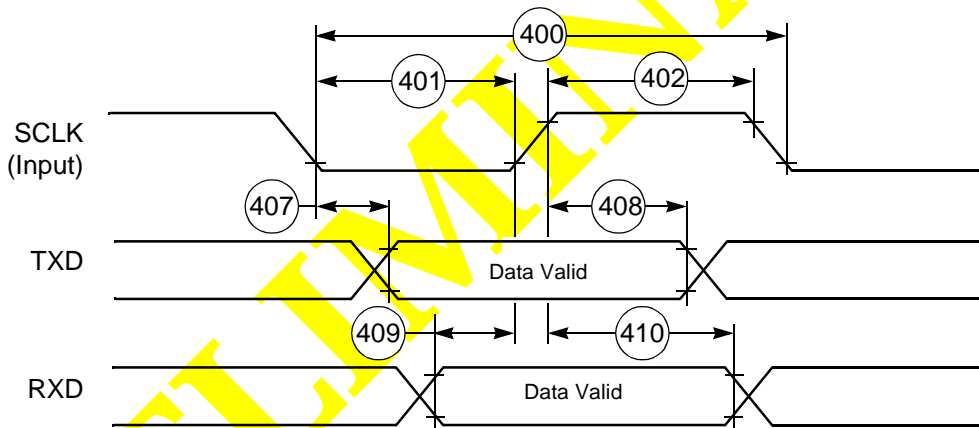 400
401
402
SCLK
(Input)
407
408
TXD
Data Valid
409
410
RXD
Data Valid